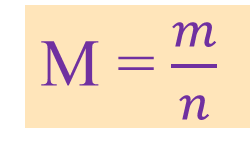 M = m/n